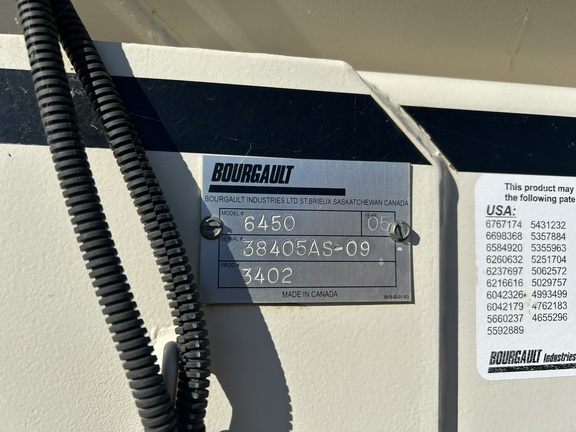 BOURGAULT
BOURGAULT INDUSTRIES LTD ST.BRIEUX SASKATCHEWAN CANADA
MODEL # 6450 YEAR 05
SERIAL # 38405AS-09
PROD # 3402
MADE IN CANADA
This product may
the following pate
USA:
6767174 5431232
6698368 5357884
6584920 5355963
6260632 5251704
6237697 5062572
6216616 5029757
6042326 4993499
6042179 4762183
5660237 4655296
5592889
BOURGAULT Industries